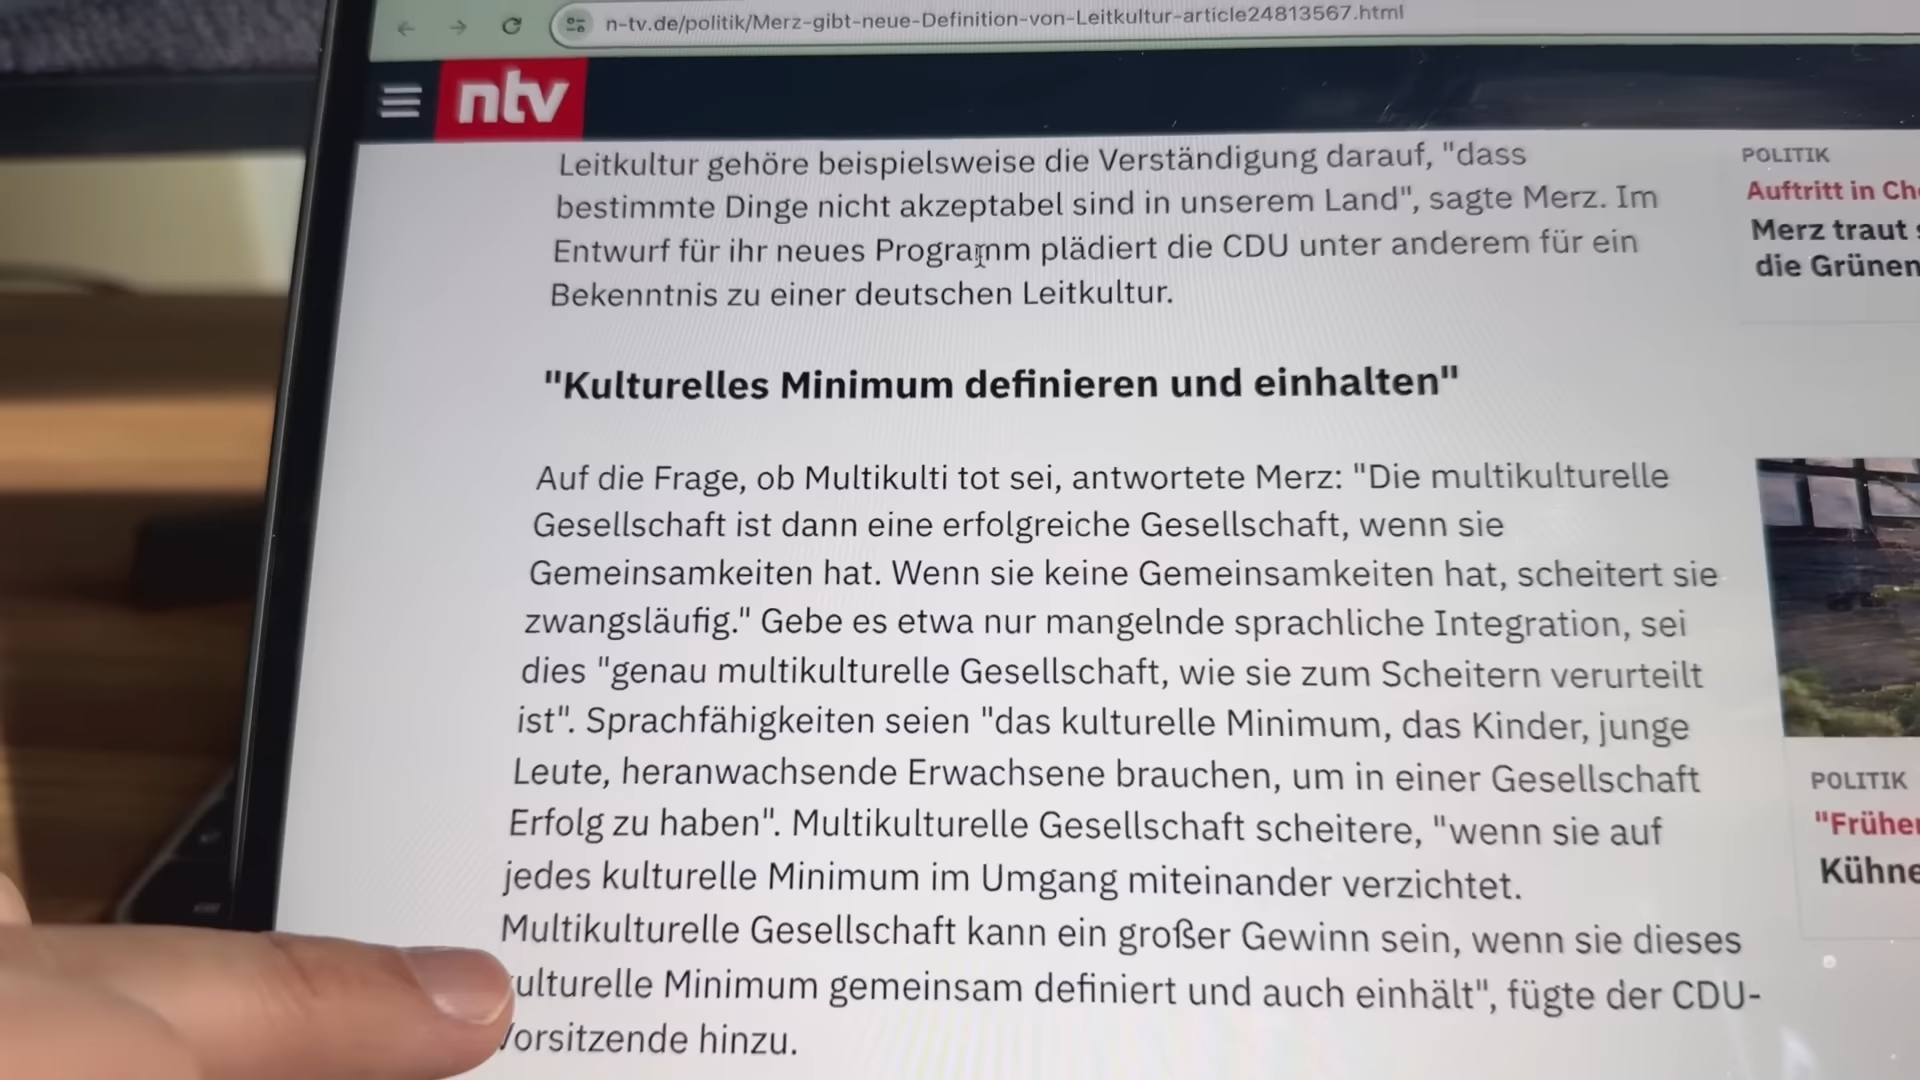 n-tv.de/politik/Merz-gibt-neue-Definition-von-Leitkultur-article24813567.html
ntv
Leitkultur gehöre beispielsweise die Verständigung darauf, "dass
bestimmte Dinge nicht akzeptabel sind in unserem Land", sagte Merz. Im
Entwurf für ihr neues Programm plädiert die CDU unter anderem für ein
Bekenntnis zu einer deutschen Leitkultur.
"Kulturelles Minimum definieren und einhalten"
Auf die Frage, ob Multikulti tot sei, antwortete Merz: "Die multikulturelle
Gesellschaft ist dann eine erfolgreiche Gesellschaft, wenn sie
Gemeinsamkeiten hat. Wenn sie keine Gemeinsamkeiten hat, scheitert sie
zwangsläufig." Gebe es etwa nur mangelnde sprachliche Integration, sei
dies "genau multikulturelle Gesellschaft, wie sie zum Scheitern verurteilt
ist". Sprachfähigkeiten seien "das kulturelle Minimum, das Kinder, junge
Leute, heranwachsende Erwachsene brauchen, um in einer Gesellschaft
Erfolg zu haben". Multikulturelle Gesellschaft scheitere, "wenn sie auf
jedes kulturelle Minimum im Umgang miteinander verzichtet.
Multikulturelle Gesellschaft kann ein großer Gewinn sein, wenn sie dieses
kulturelle Minimum gemeinsam definiert und auch einhält", fügte der CDU-
Vorsitzende hinzu.
POLITIK
Auftritt in
Merz traut
die Grünen
POLITIK